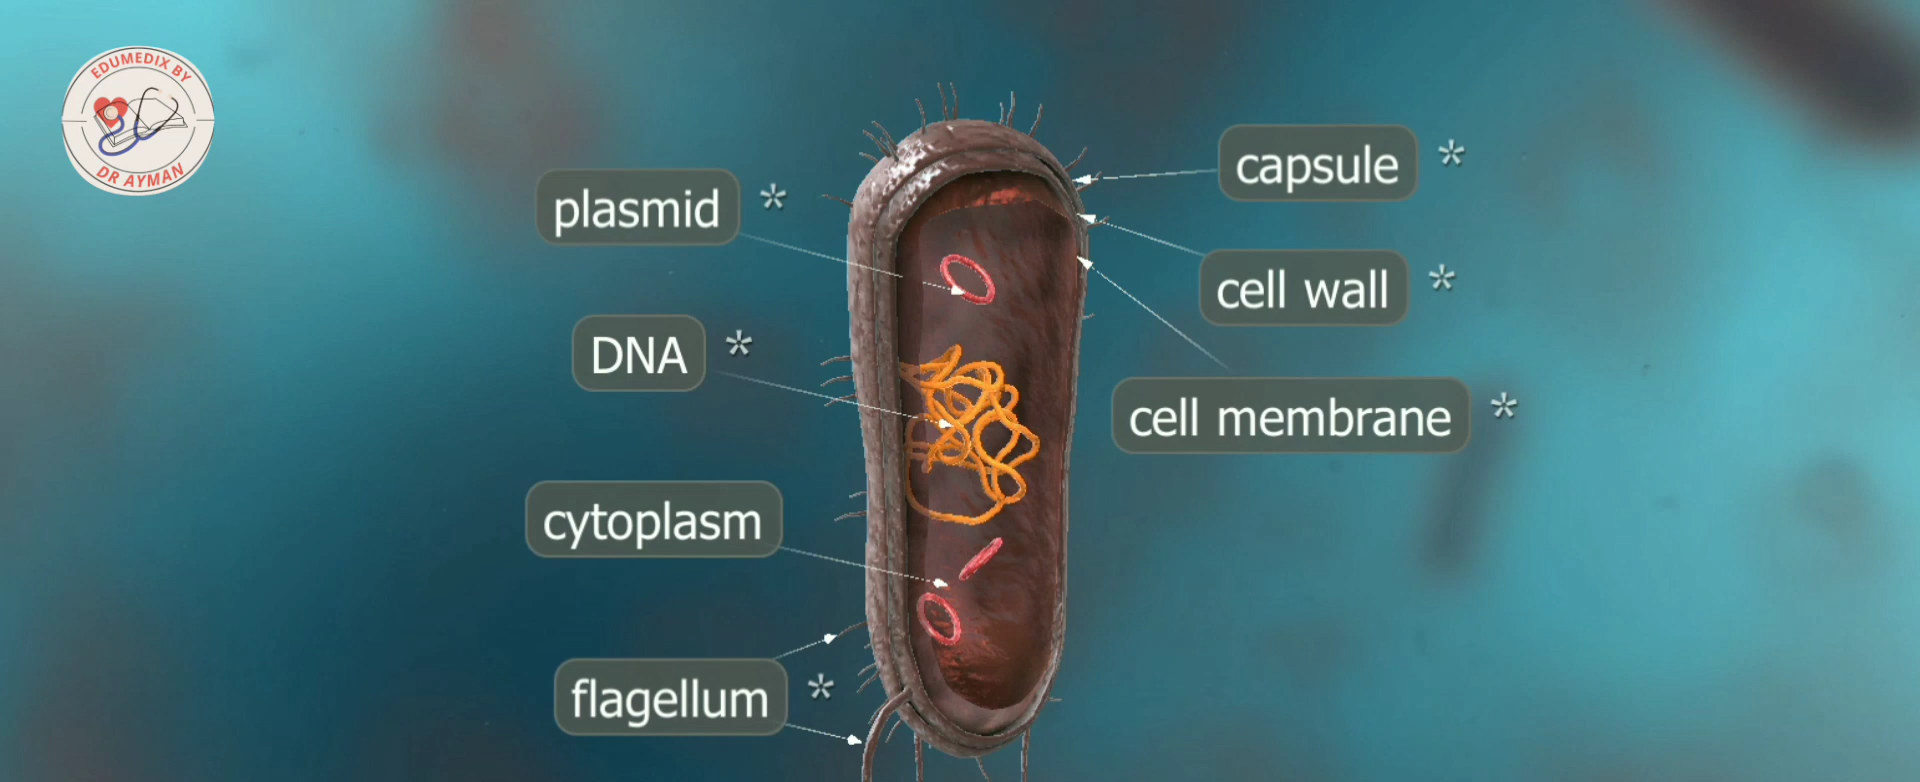 EDUMEDIX BY
DR AYMAN
plasmid *
DNA *
cytoplasm
flagellum *
capsule *
cell wall *
cell membrane *